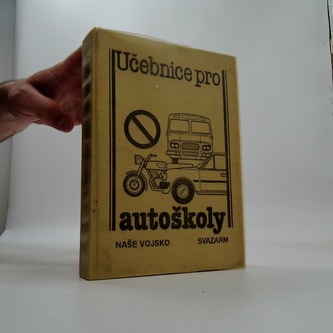 Učebnice pro
autoškoly
NAŠE VOJSKO SVAZARM